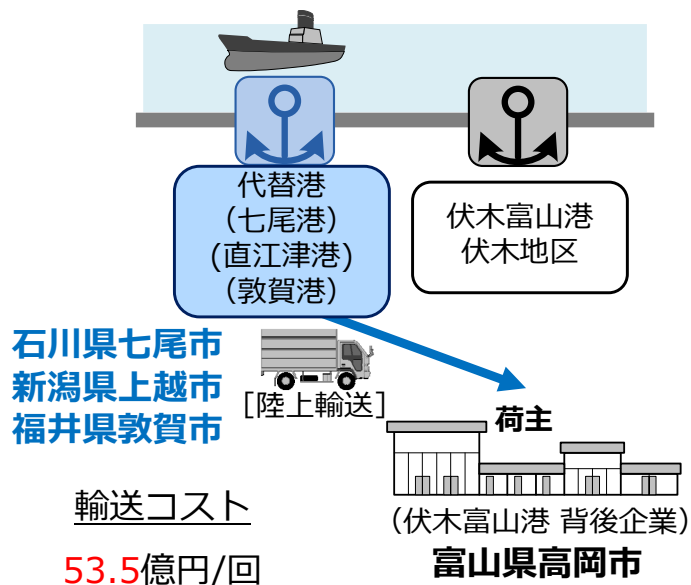 代替港
（七尾港）
(直江津港)
（敦賀港）
伏木富山港
伏木地区
石川県七尾市
新潟県上越市
福井県敦賀市
[陸上輸送]
荷主
（伏木富山港 背後企業）
富山県高岡市
輸送コスト
53.5億円/回